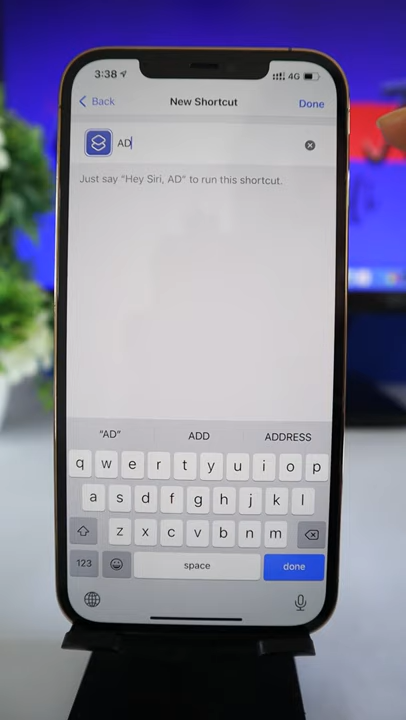 3:38 4G
Back New Shortcut Done
AD
Just say "Hey Siri, AD" to run this shortcut.
"AD" ADD ADDRESS
q w e r t y u i o p
a s d f g h j k l
z x c v b n m
123 space done